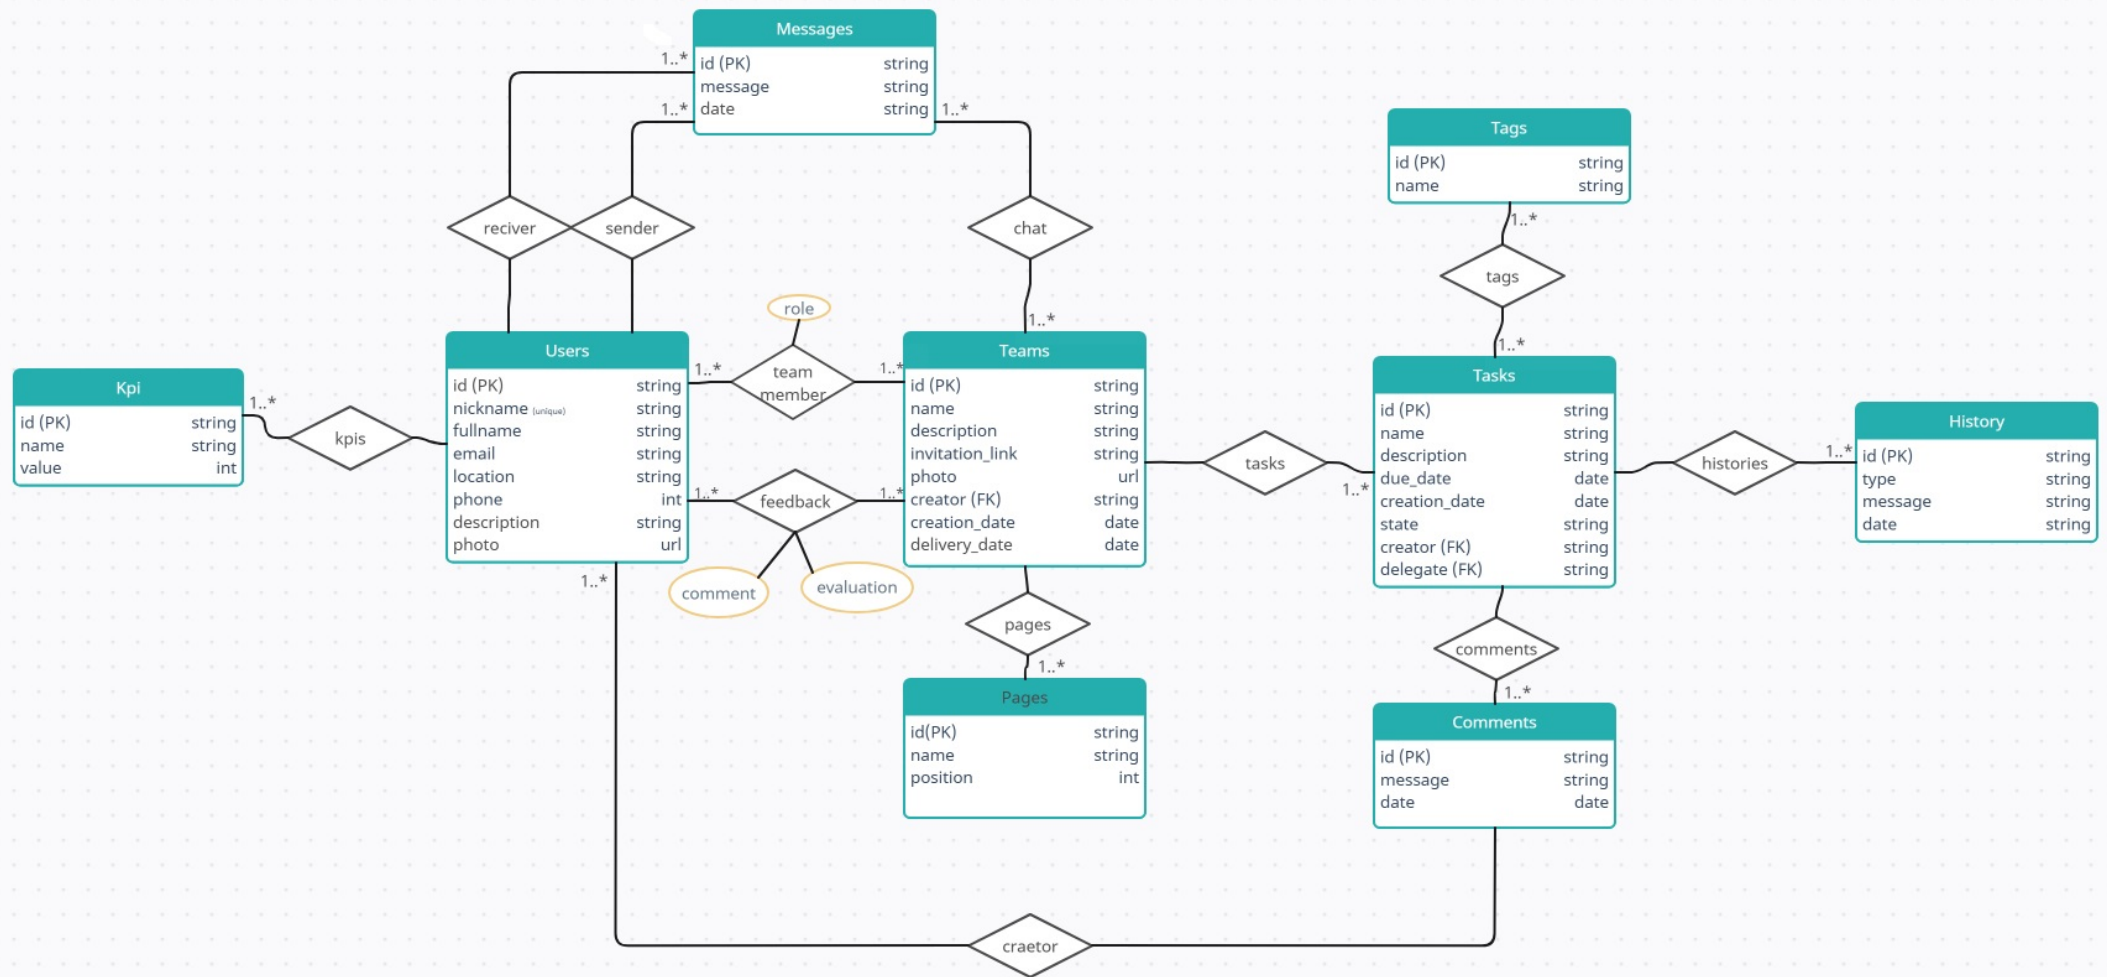 Messages
1..*
id (PK) string
message string
1..*
date string
1..*
Tags
id (PK) string
name string
1..*
reciver
sender
chat
tags
role
1..*
1..*
Users
id (PK) string
nickname (unique) string
fullname string
email string
location string
phone int
description string
photo url
1..*
team
member
1..*
Teams
id (PK) string
name string
description string
invitation_link string
photo url
creator (FK) string
creation_date date
delivery_date date
Kpi
id (PK) string
name string
value int
1..*
kpis
1..*
feedback
1..*
comment
evaluation
tasks
1..*
Tasks
id (PK) string
name string
description string
due_date date
creation_date date
state string
creator (FK) string
delegate (FK) string
histories
1..*
History
id (PK) string
type string
message string
date string
1..*
pages
1..*
Pages
id(PK) string
name string
position int
comments
1..*
Comments
id (PK) string
message string
date date
craetor